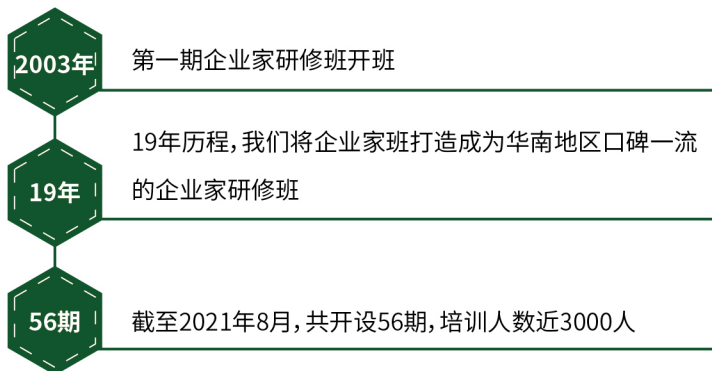 2003年
第一期企业家研修班开班
19年
19年历程，我们将企业家班打造成为华南地区口碑一流
的企业家研修班
56期
截至2021年8月，共开设56期，培训人数近3000人